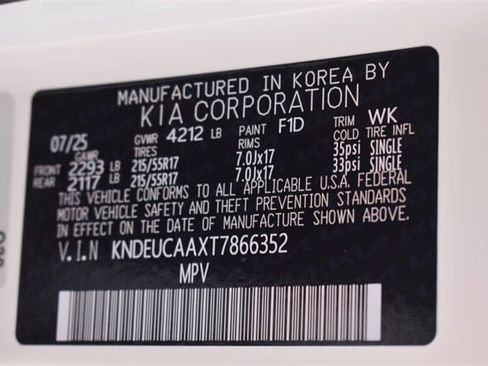 MANUFACTURED IN KOREA BY
KIA CORPORATION
07/25 GVWR 4212 LB PAINT F1D TRIM WK
GAWR TIRES RIMS COLD TIRE INFL
FRONT 2293 LB 215/55R17 7.0Jx17 35psi SINGLE
REAR 2117 LB 215/55R17 7.0Jx17 33psi SINGLE
THIS VEHICLE CONFORMS TO ALL APPLICABLE U.S.A. FEDERAL
MOTOR VEHICLE SAFETY AND THEFT PREVENTION STANDARDS
IN EFFECT ON THE DATE OF MANUFACTURE SHOWN ABOVE.
V.I.N KNDEUCAAXT7866352
MPV